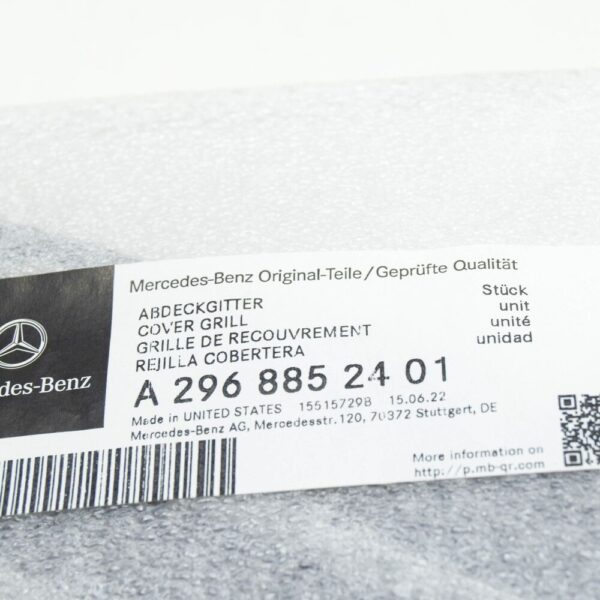 Mercedes-Benz Original-Teile/Geprüfte Qualität
ABDECKGITTER
COVER GRILL
GRILLE DE RECOUVREMENT
REJILLA COBERTERA
Stück
unit
unité
unidad
A 296 885 24 01
Made in UNITED STATES 155157298 15.06.22
Mercedes-Benz AG, Mercedesstr.120, 70372 Stuttgert, DE
des-Benz
More information on
http://p.mb-qr.com